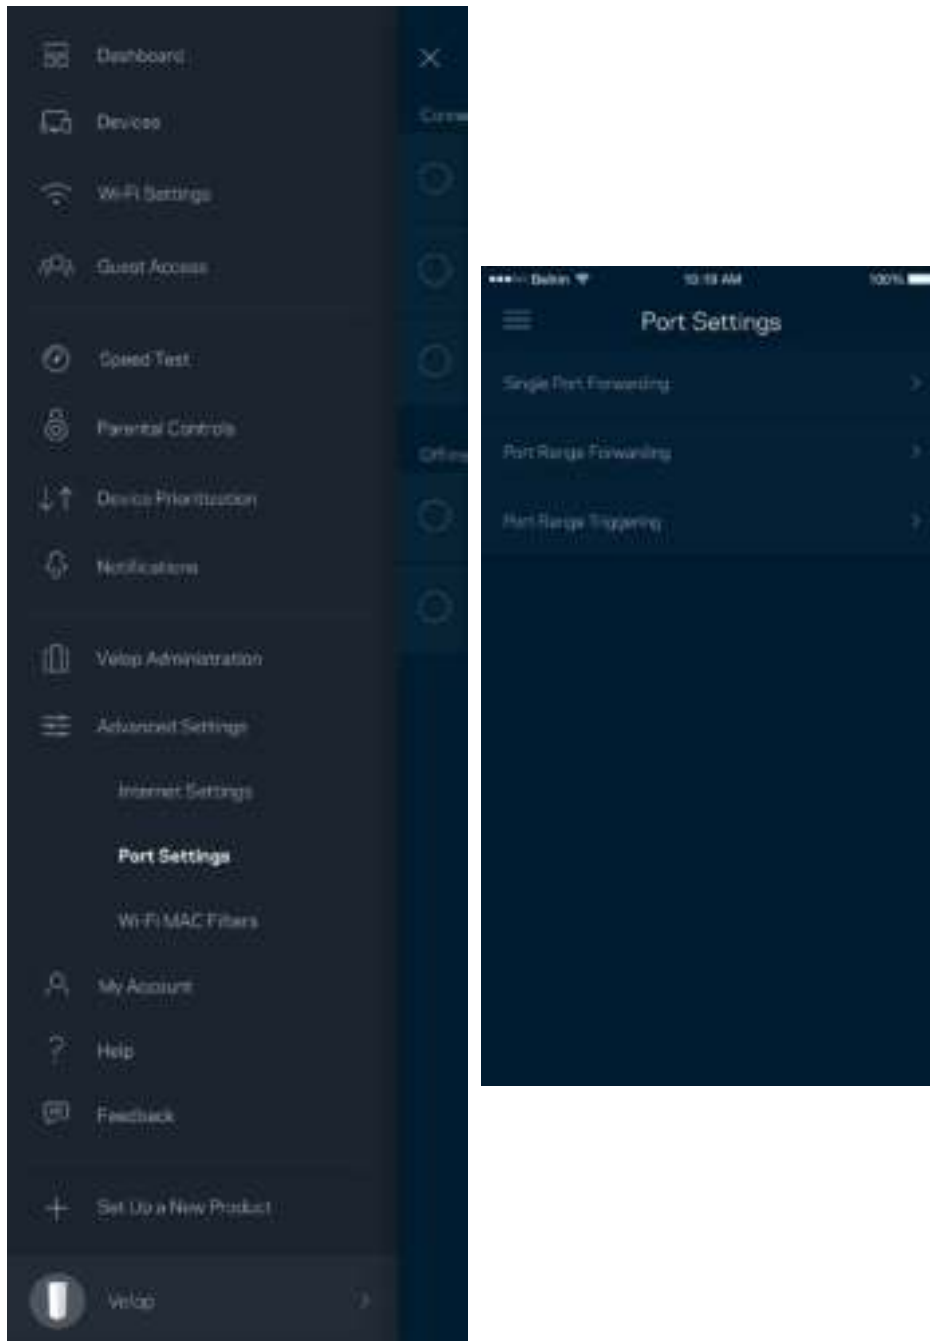 Dashboard
Devices
Conne
Wi-Fi Settings
Guest Access
Speed Test
Parental Controls
Offline
Device Prioritization
Notifications
Velop Administration
Advanced Settings
Internet Settings
Port Settings
Wi-Fi MAC Filters
My Account
Help
Feedback
Set Up a New Product
Velop
Belkin 10:19 AM 100%
Port Settings
Single Port Forwarding
Port Range Forwarding
Port Range Triggering